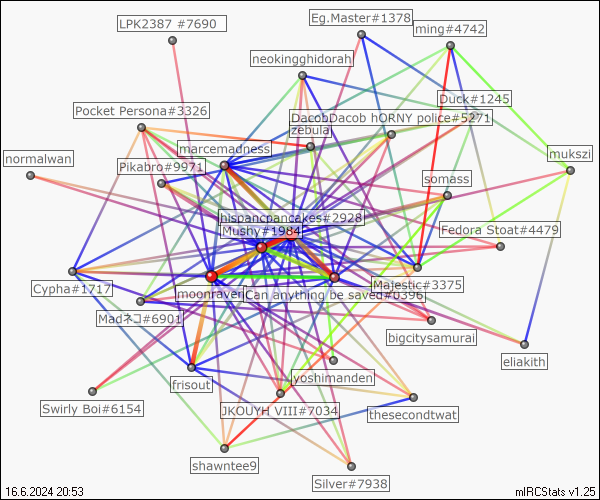 LPK2387 #7690
Eg.Master#1378
ming#4742
neokingghidorah
Duck#1245
Pocket Persona#3326
DacobDacob hORNY police#5271
zebula
marcemadness
normalwan
mukszi
Pikabro#9971
somass
hispancpancakes#2928
Mushy#1984
Fedora Stoat#4479
Cypha#1717
moonraven
Can anything be saved#0396
Majestic#3375
Madネコ#6901
bigcitysamurai
eliakith
frisout
yoshimanden
Swirly Boi#6154
JKOUYH VIII#7034
thesecondtwat
shawntee9
Silver#7938
16.6.2024 20:53
mIRCStats v1.25